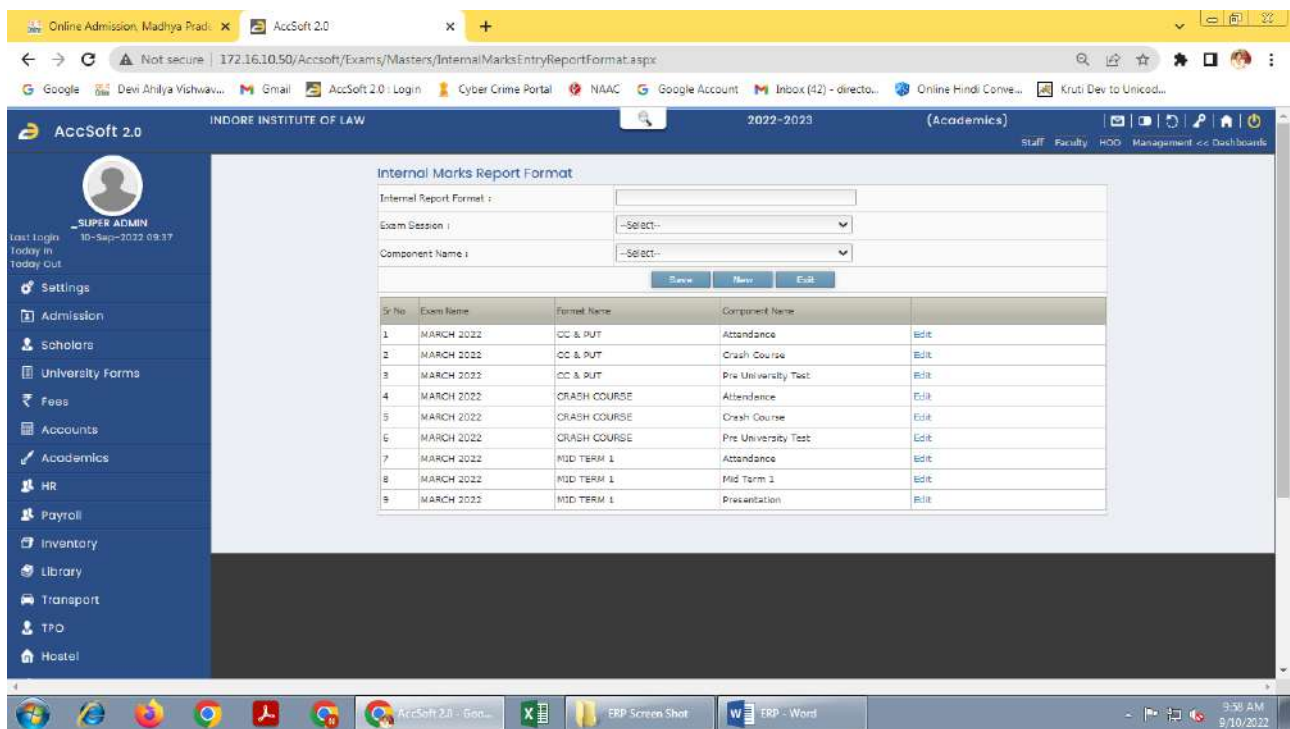 Online Admission, Madhya Prade
AccSoft 2.0
Not secure | 172.16.10.50/Accsoft/Exams/Masters/InternalMarksEntryReportFormat.aspx
Google Devi Ahilya Vishwav... Gmail AccSoft 2.0 : Login Cyber Crime Portal NAAC Google Account Inbox (42) - directo... Online Hindi Conve... Kruti Dev to Unicod...
AccSoft 2.0 INDORE INSTITUTE OF LAW 2022-2023 (Academics)
Staff Faculty HOD Management << Dashboards
_SUPER ADMIN
Last Login 10-Sep-2022 09:37
Today In
Today Out
Settings
Admission
Scholars
University Forms
Fees
Accounts
Academics
HR
Payroll
Inventory
Library
Transport
TPO
Hostel
Internal Marks Report Format
Internal Report Format :
Exam Session : --Select--
Component Name : --Select--
Save New Exit
Sr No Exam Name Format Name Component Name
1 MARCH 2022 CC & PUT Attendance Edit
2 MARCH 2022 CC & PUT Crash Course Edit
3 MARCH 2022 CC & PUT Pre University Test Edit
4 MARCH 2022 CRASH COURSE Attendance Edit
5 MARCH 2022 CRASH COURSE Crash Course Edit
6 MARCH 2022 CRASH COURSE Pre University Test Edit
7 MARCH 2022 MID TERM 1 Attendance Edit
8 MARCH 2022 MID TERM 1 Mid Term 1 Edit
9 MARCH 2022 MID TERM 1 Presentation Edit
AccSoft 2.0 - Goo... ERP Screen Shot ERP - Word
9:58 AM
9/10/2022